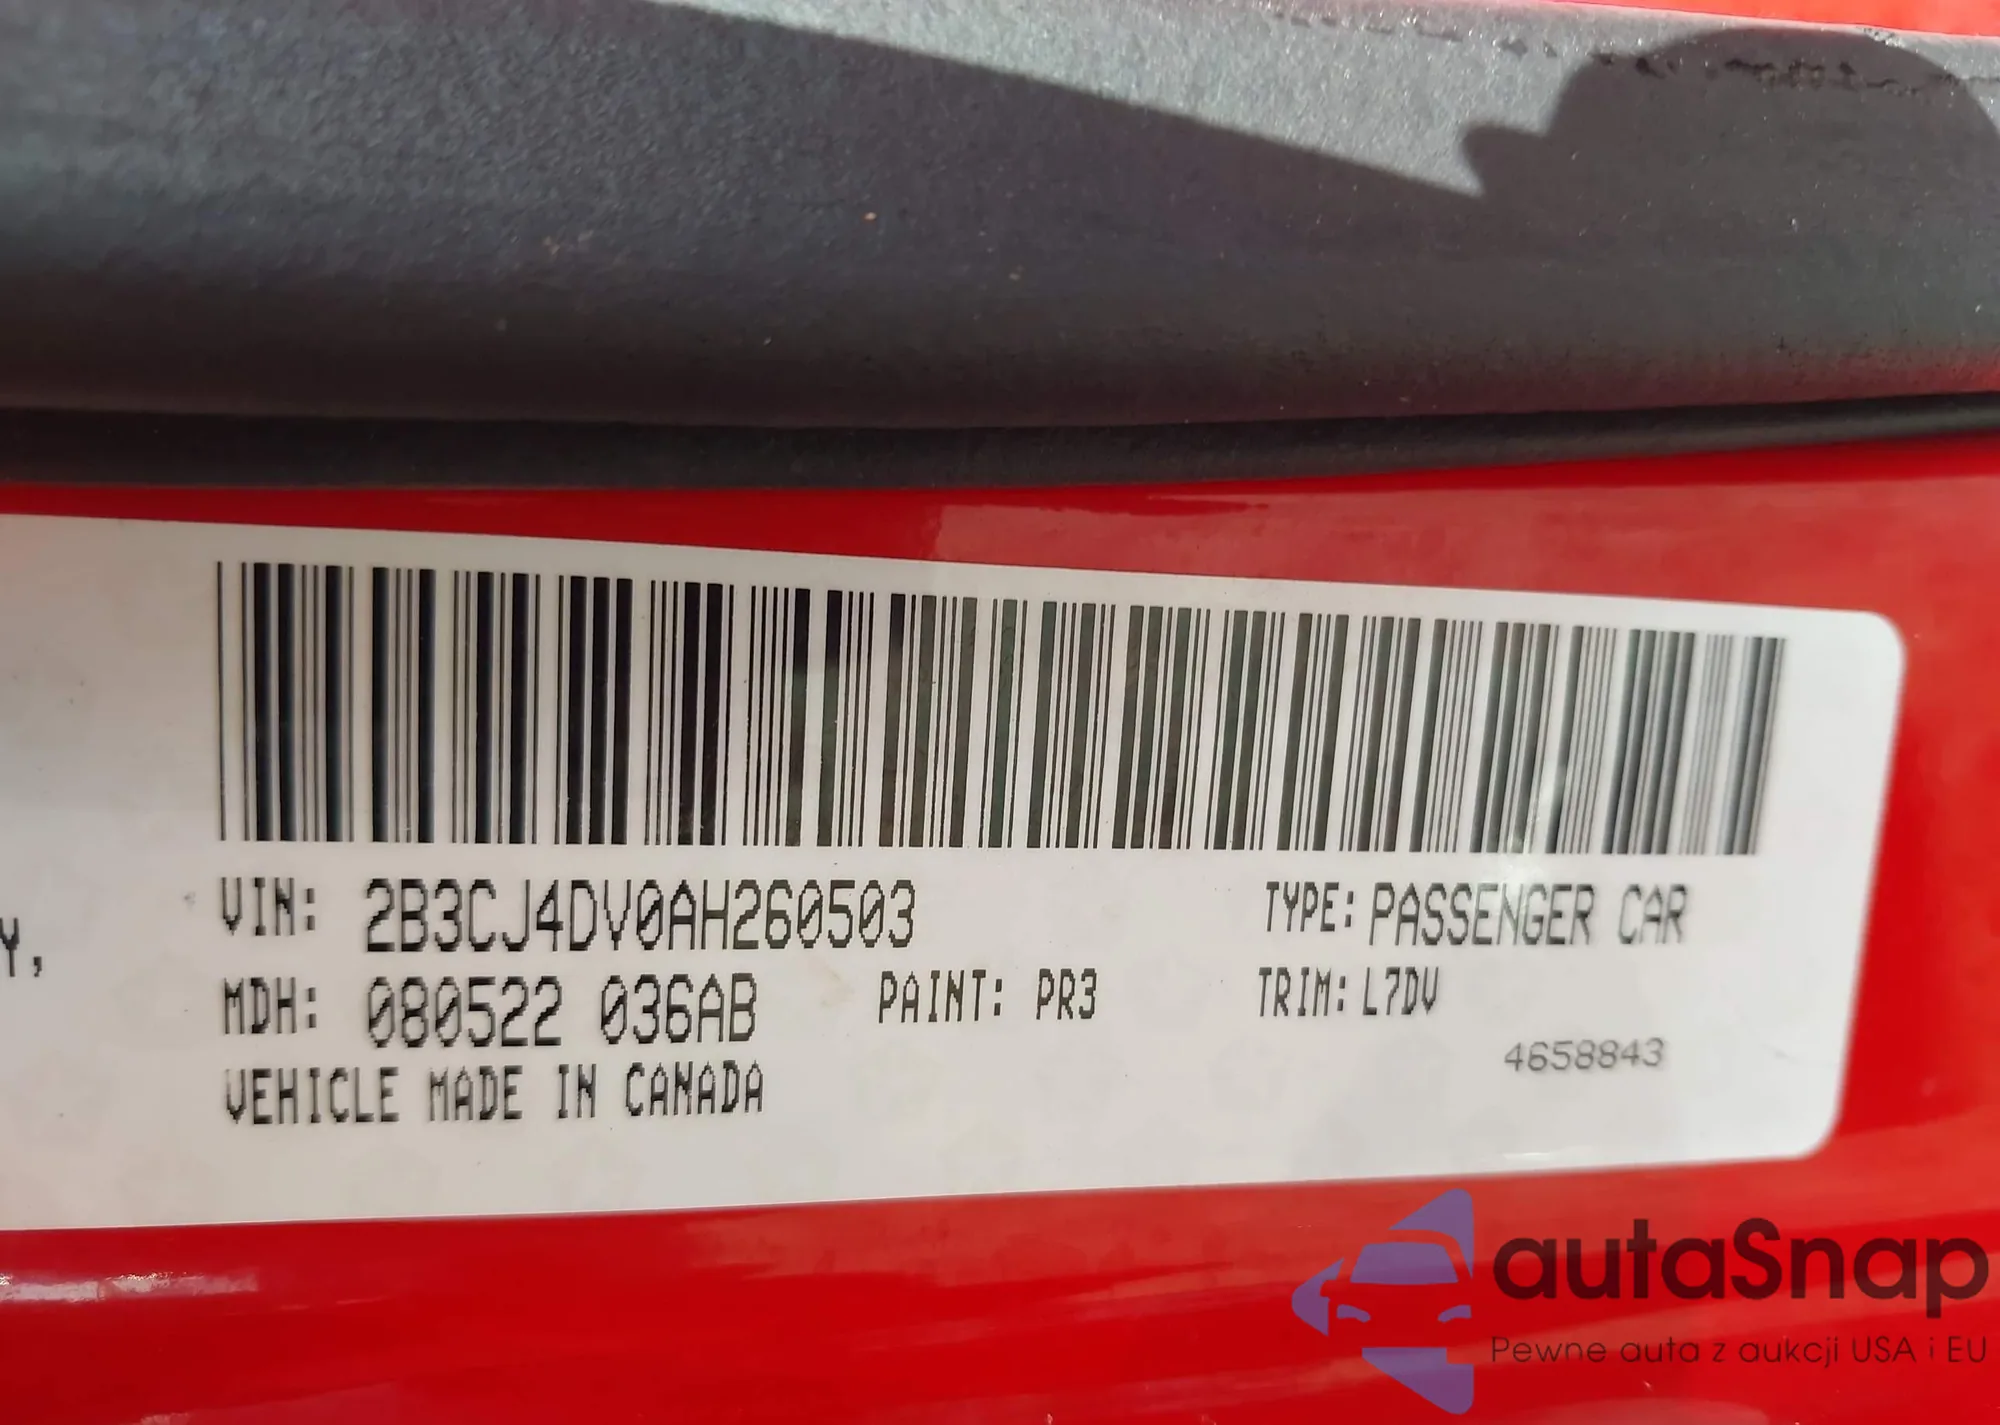 VIN: 2B3CJ4DV0AH260503 TYPE: PASSENGER CAR
Y,
MDH: 080522 036AB PAINT: PR3 TRIM: L7DV
4658843
VEHICLE MADE IN CANADA
autaSnap
Pewne auta z aukcji USA i EU